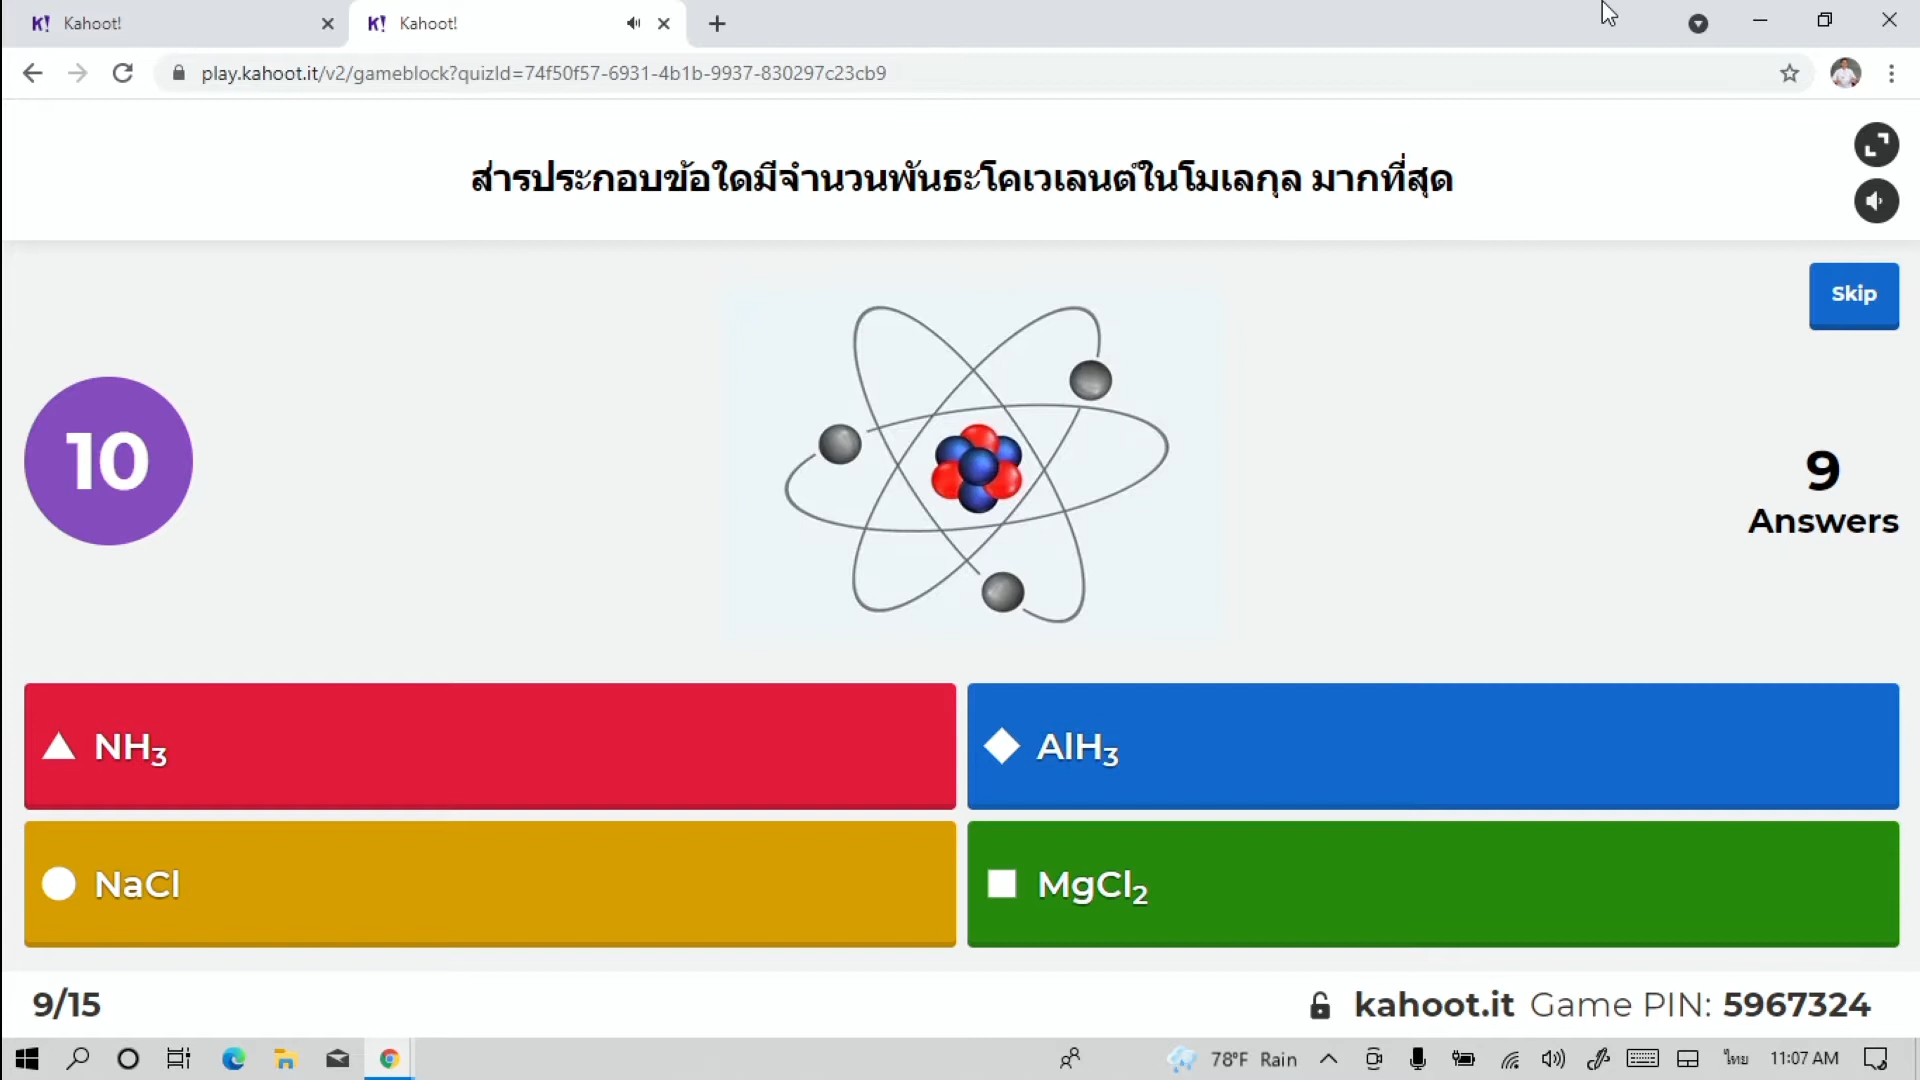 K! Kahoot!
K! Kahoot!
play.kahoot.it/v2/gameblock?quizId=74f50f57-6931-4b1b-9937-830297c23cb9
ส่ารประกอบข้อใดมีจำนวนพันธะโคเวเลนต์ในโมเลกุล มากที่สุด
Skip
10
9
Answers
NH₃
AlH₃
NaCl
MgCl₂
9/15
kahoot.it Game PIN: 5967324
78°F Rain
ไทย
11:07 AM